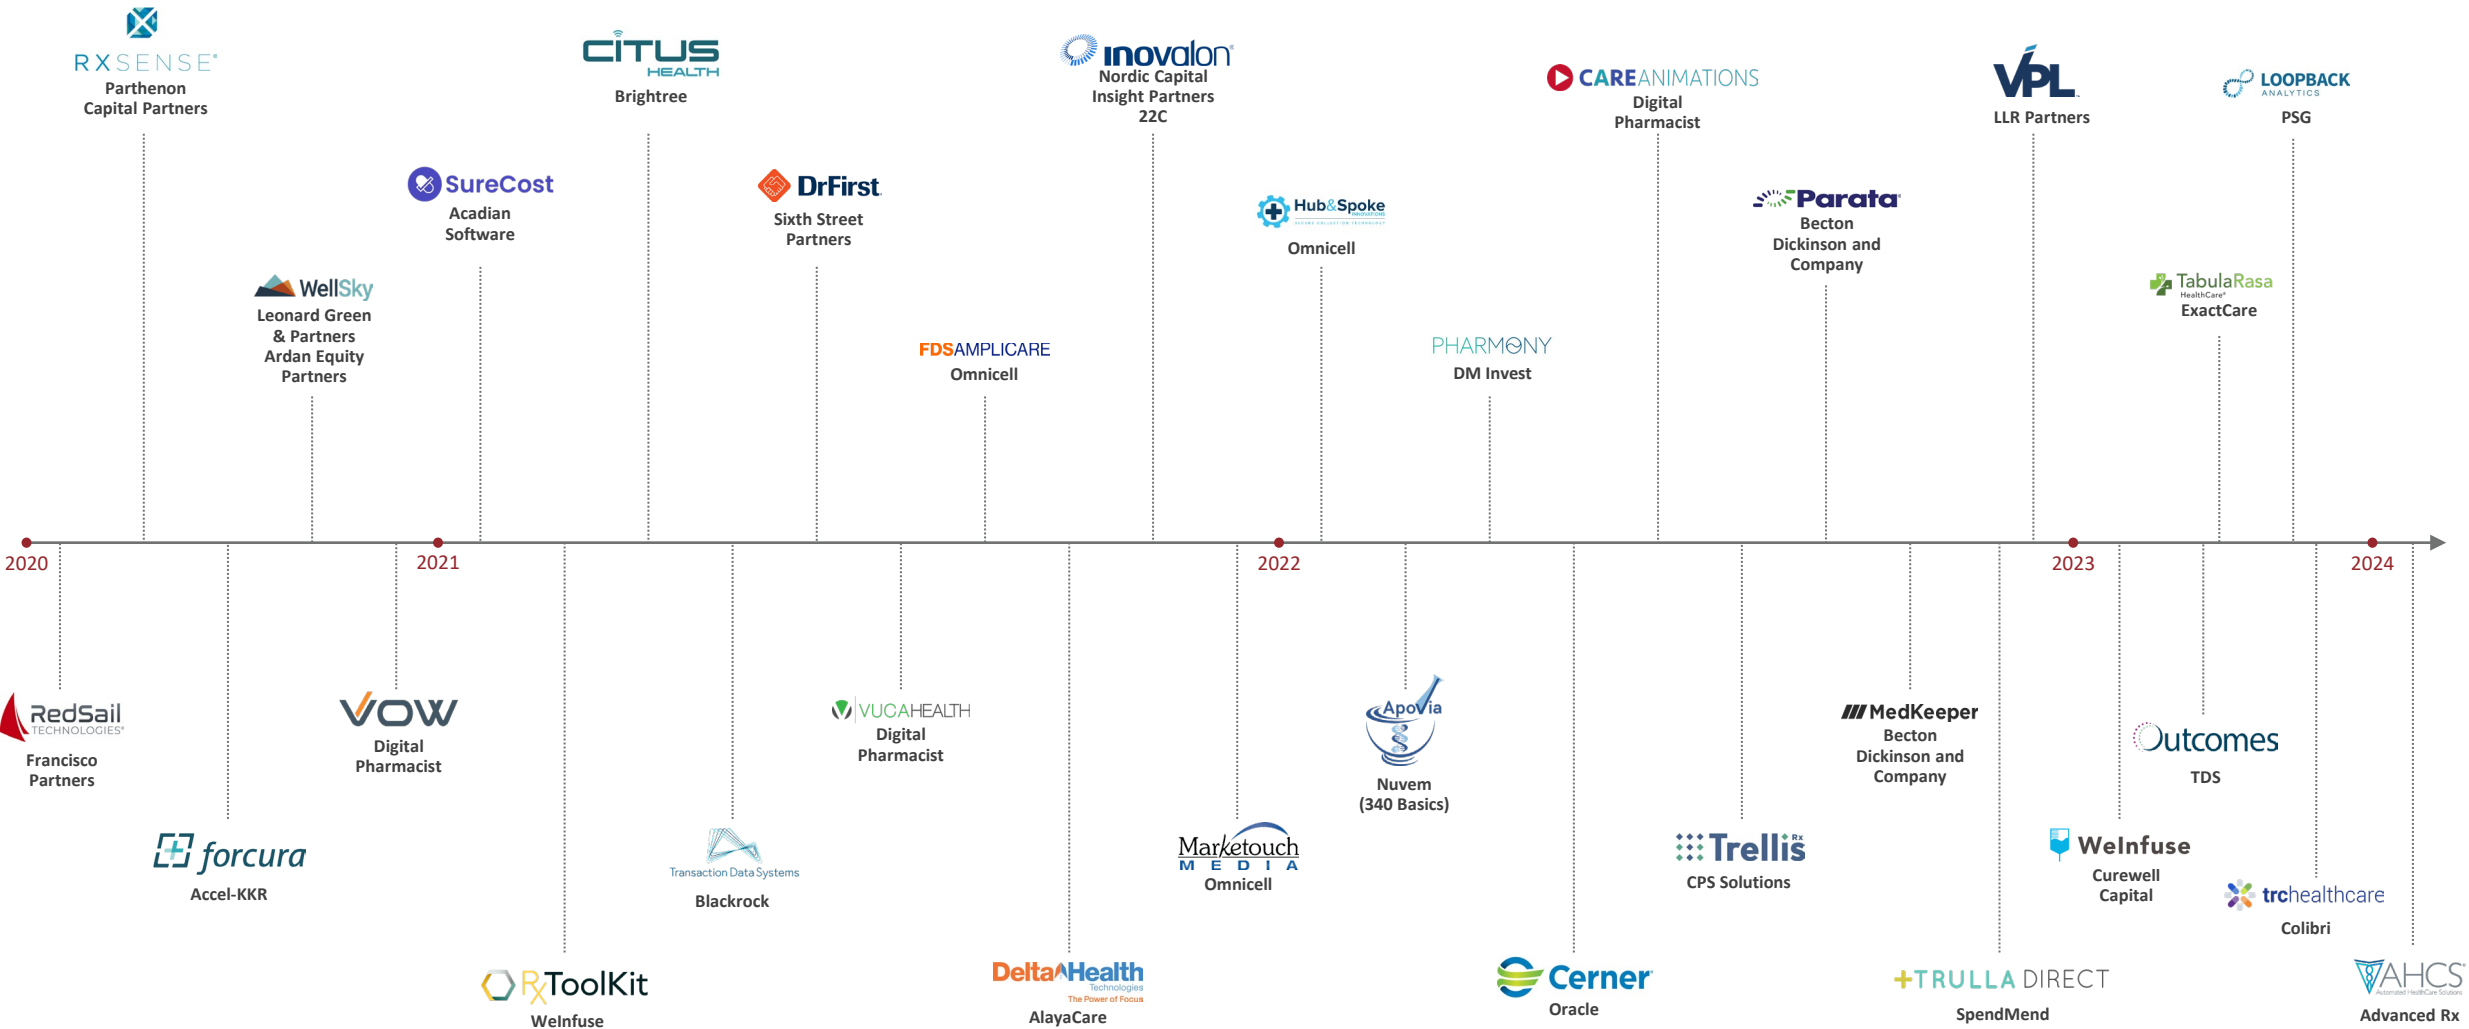 RXSENSE®
Parthenon
Capital Partners
WellSky
Leonard Green
& Partners
Ardan Equity
Partners
SureCost
Acadian
Software
CITUS
HEALTH
Brightree
DrFirst
Sixth Street
Partners
FDSAMPLICARE
Omnicell
Inovalon®
Nordic Capital
Insight Partners
22C
Hub&Spoke
INNOVATIONS
SECURE COLLECTION TECHNOLOGY
Omnicell
PHARMONY
DM Invest
CAREANIMATIONS
Digital
Pharmacist
Parata
Becton
Dickinson and
Company
VPL
LLR Partners
TabulaRasa
HealthCare®
ExactCare
LOOPBACK
ANALYTICS
PSG
2020
2021
2022
2023
2024
RedSail
TECHNOLOGIES®
Francisco
Partners
forcura
Accel-KKR
VOW
Digital
Pharmacist
RxToolKit
WeInfuse
Transaction Data Systems
Blackrock
VUCAHEALTH
Digital
Pharmacist
DeltaHealth
Technologies
The Power of Focus
AlayaCare
Marketouch
MEDIA
Omnicell
ApoVia
Nuvem
(340 Basics)
Cerner
Oracle
Trellis Rx
CPS Solutions
MedKeeper
Becton
Dickinson and
Company
TRULLA DIRECT
SpendMend
WeInfuse
Curewell
Capital
Outcomes
TDS
trchealthcare
Colibri
AHCS
Automated HealthCare Solutions
Advanced Rx